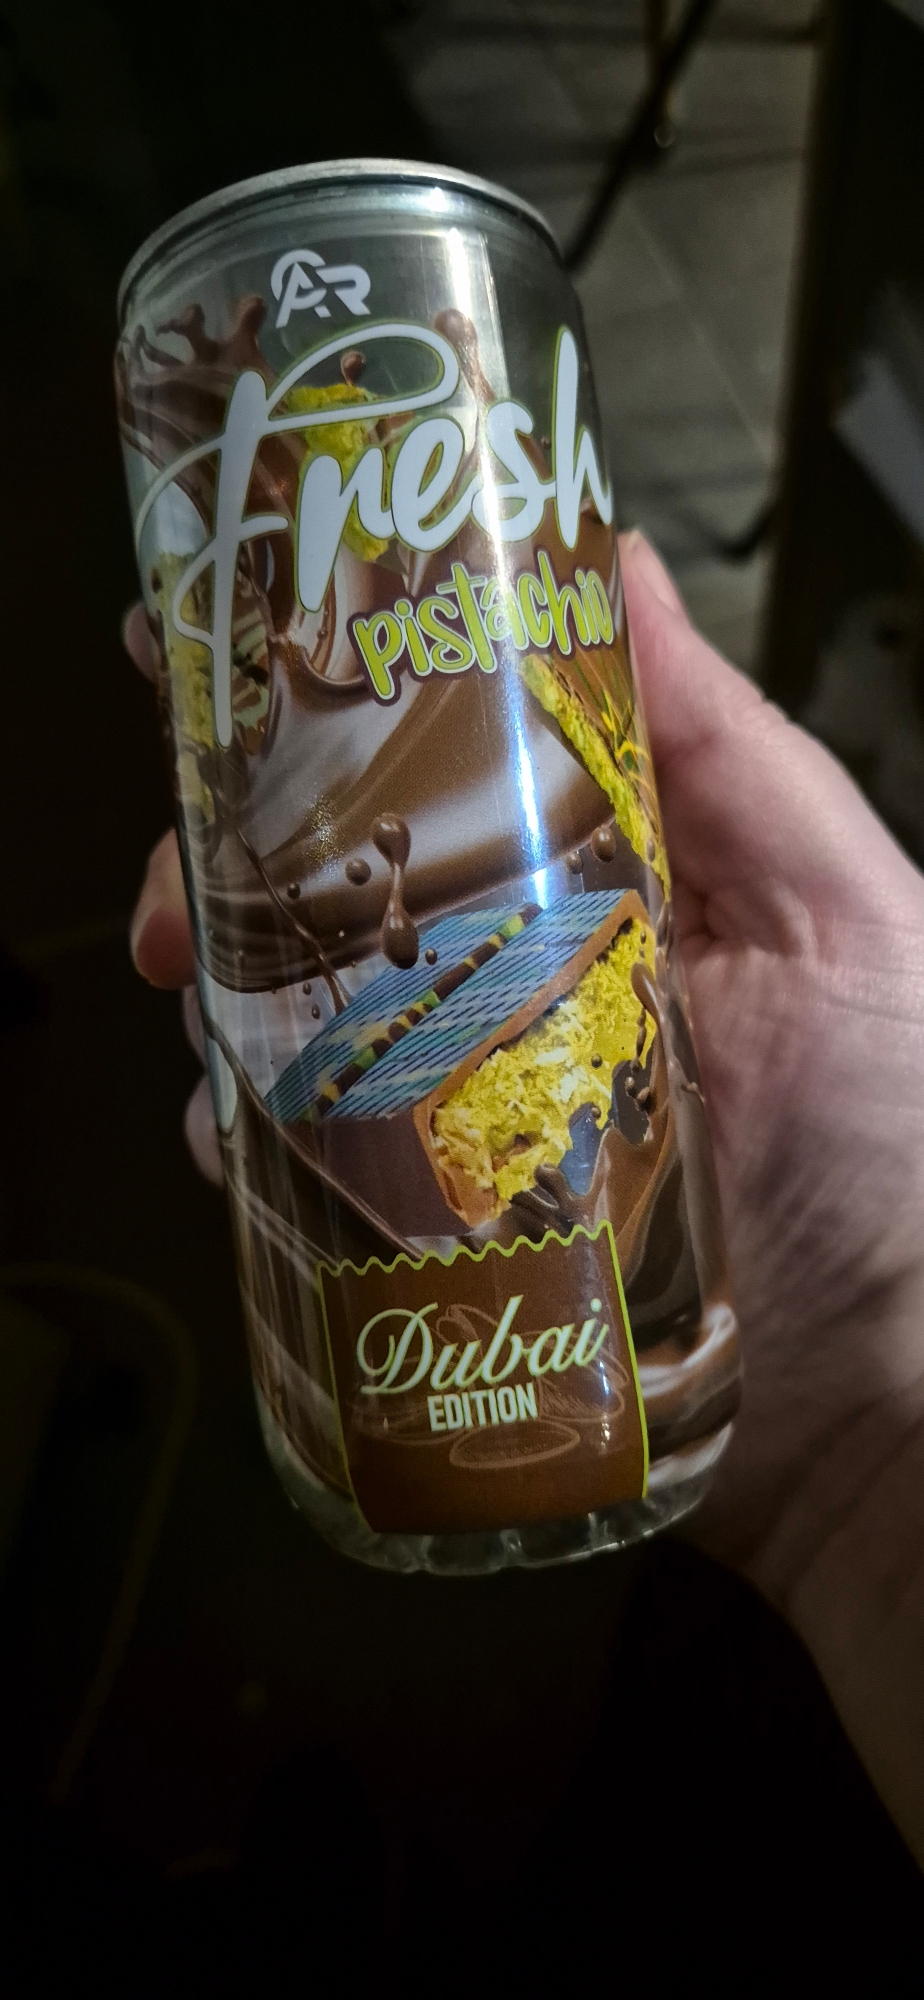 AR
Fresh
pistachio
Dubai
EDITION